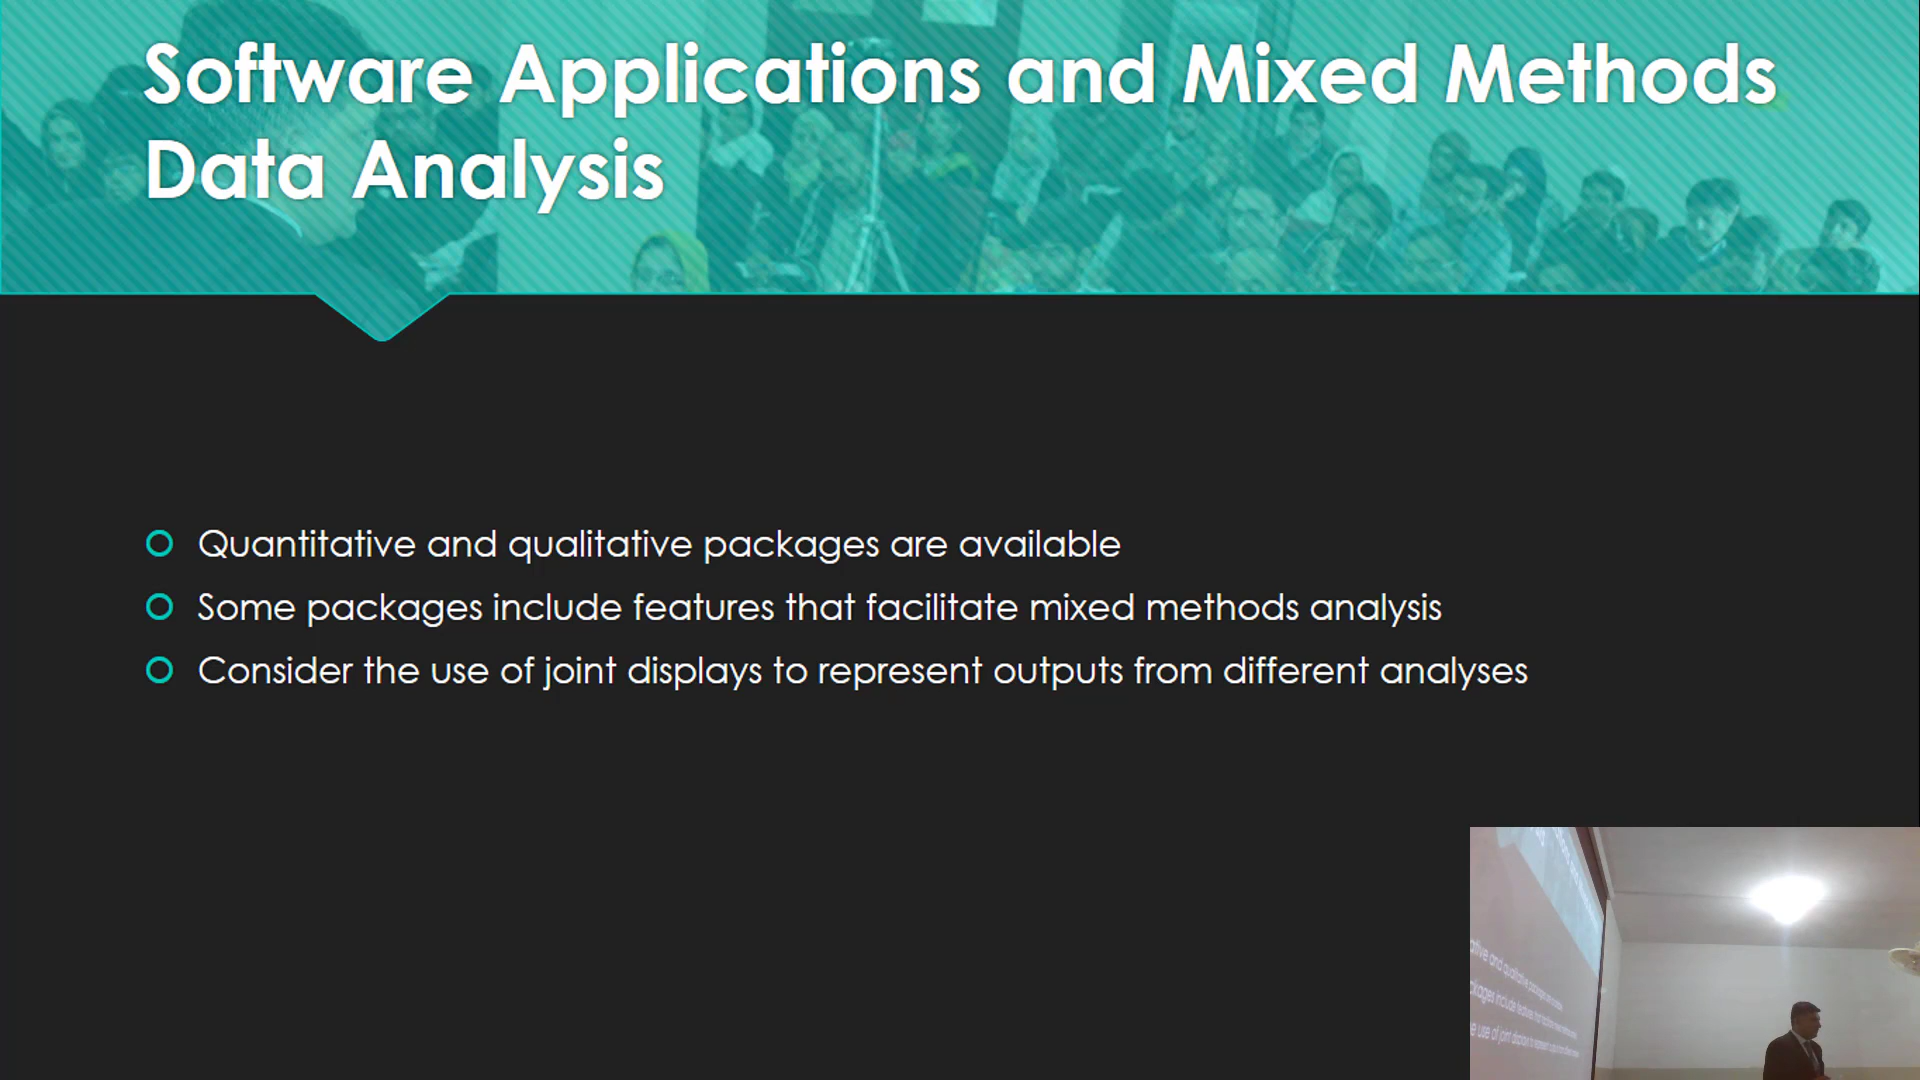 Software Applications and Mixed Methods
Data Analysis
Quantitative and qualitative packages are available
Some packages include features that facilitate mixed methods analysis
Consider the use of joint displays to represent outputs from different analyses